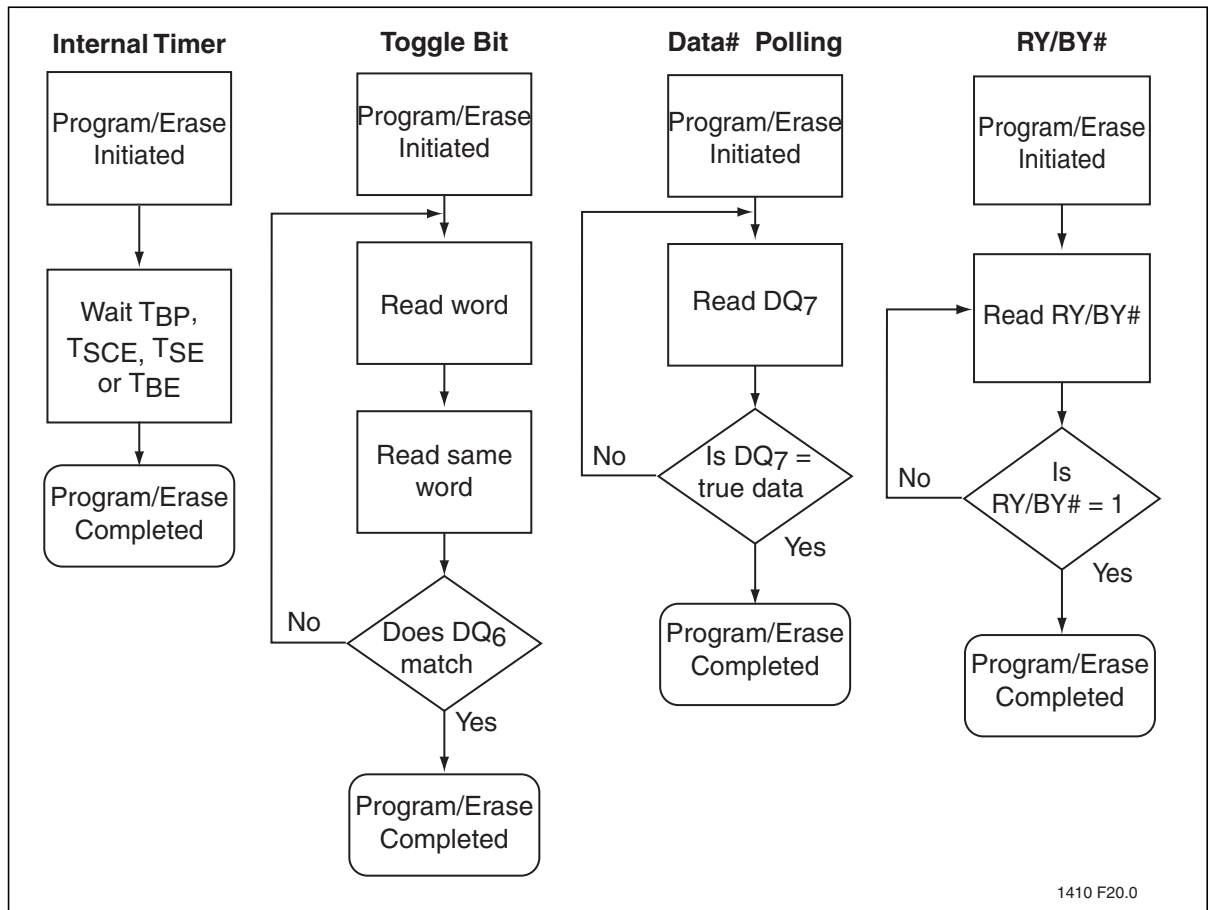 Internal Timer
Program/Erase
Initiated
Wait TBP,
TSCE, TSE
or TBE
Program/Erase
Completed
Toggle Bit
Program/Erase
Initiated
Read word
Read same
word
Does DQ6
match
No
Yes
Program/Erase
Completed
Data# Polling
Program/Erase
Initiated
Read DQ7
Is DQ7 =
true data
No
Yes
Program/Erase
Completed
RY/BY#
Program/Erase
Initiated
Read RY/BY#
Is
RY/BY# = 1
No
Yes
Program/Erase
Completed
1410 F20.0